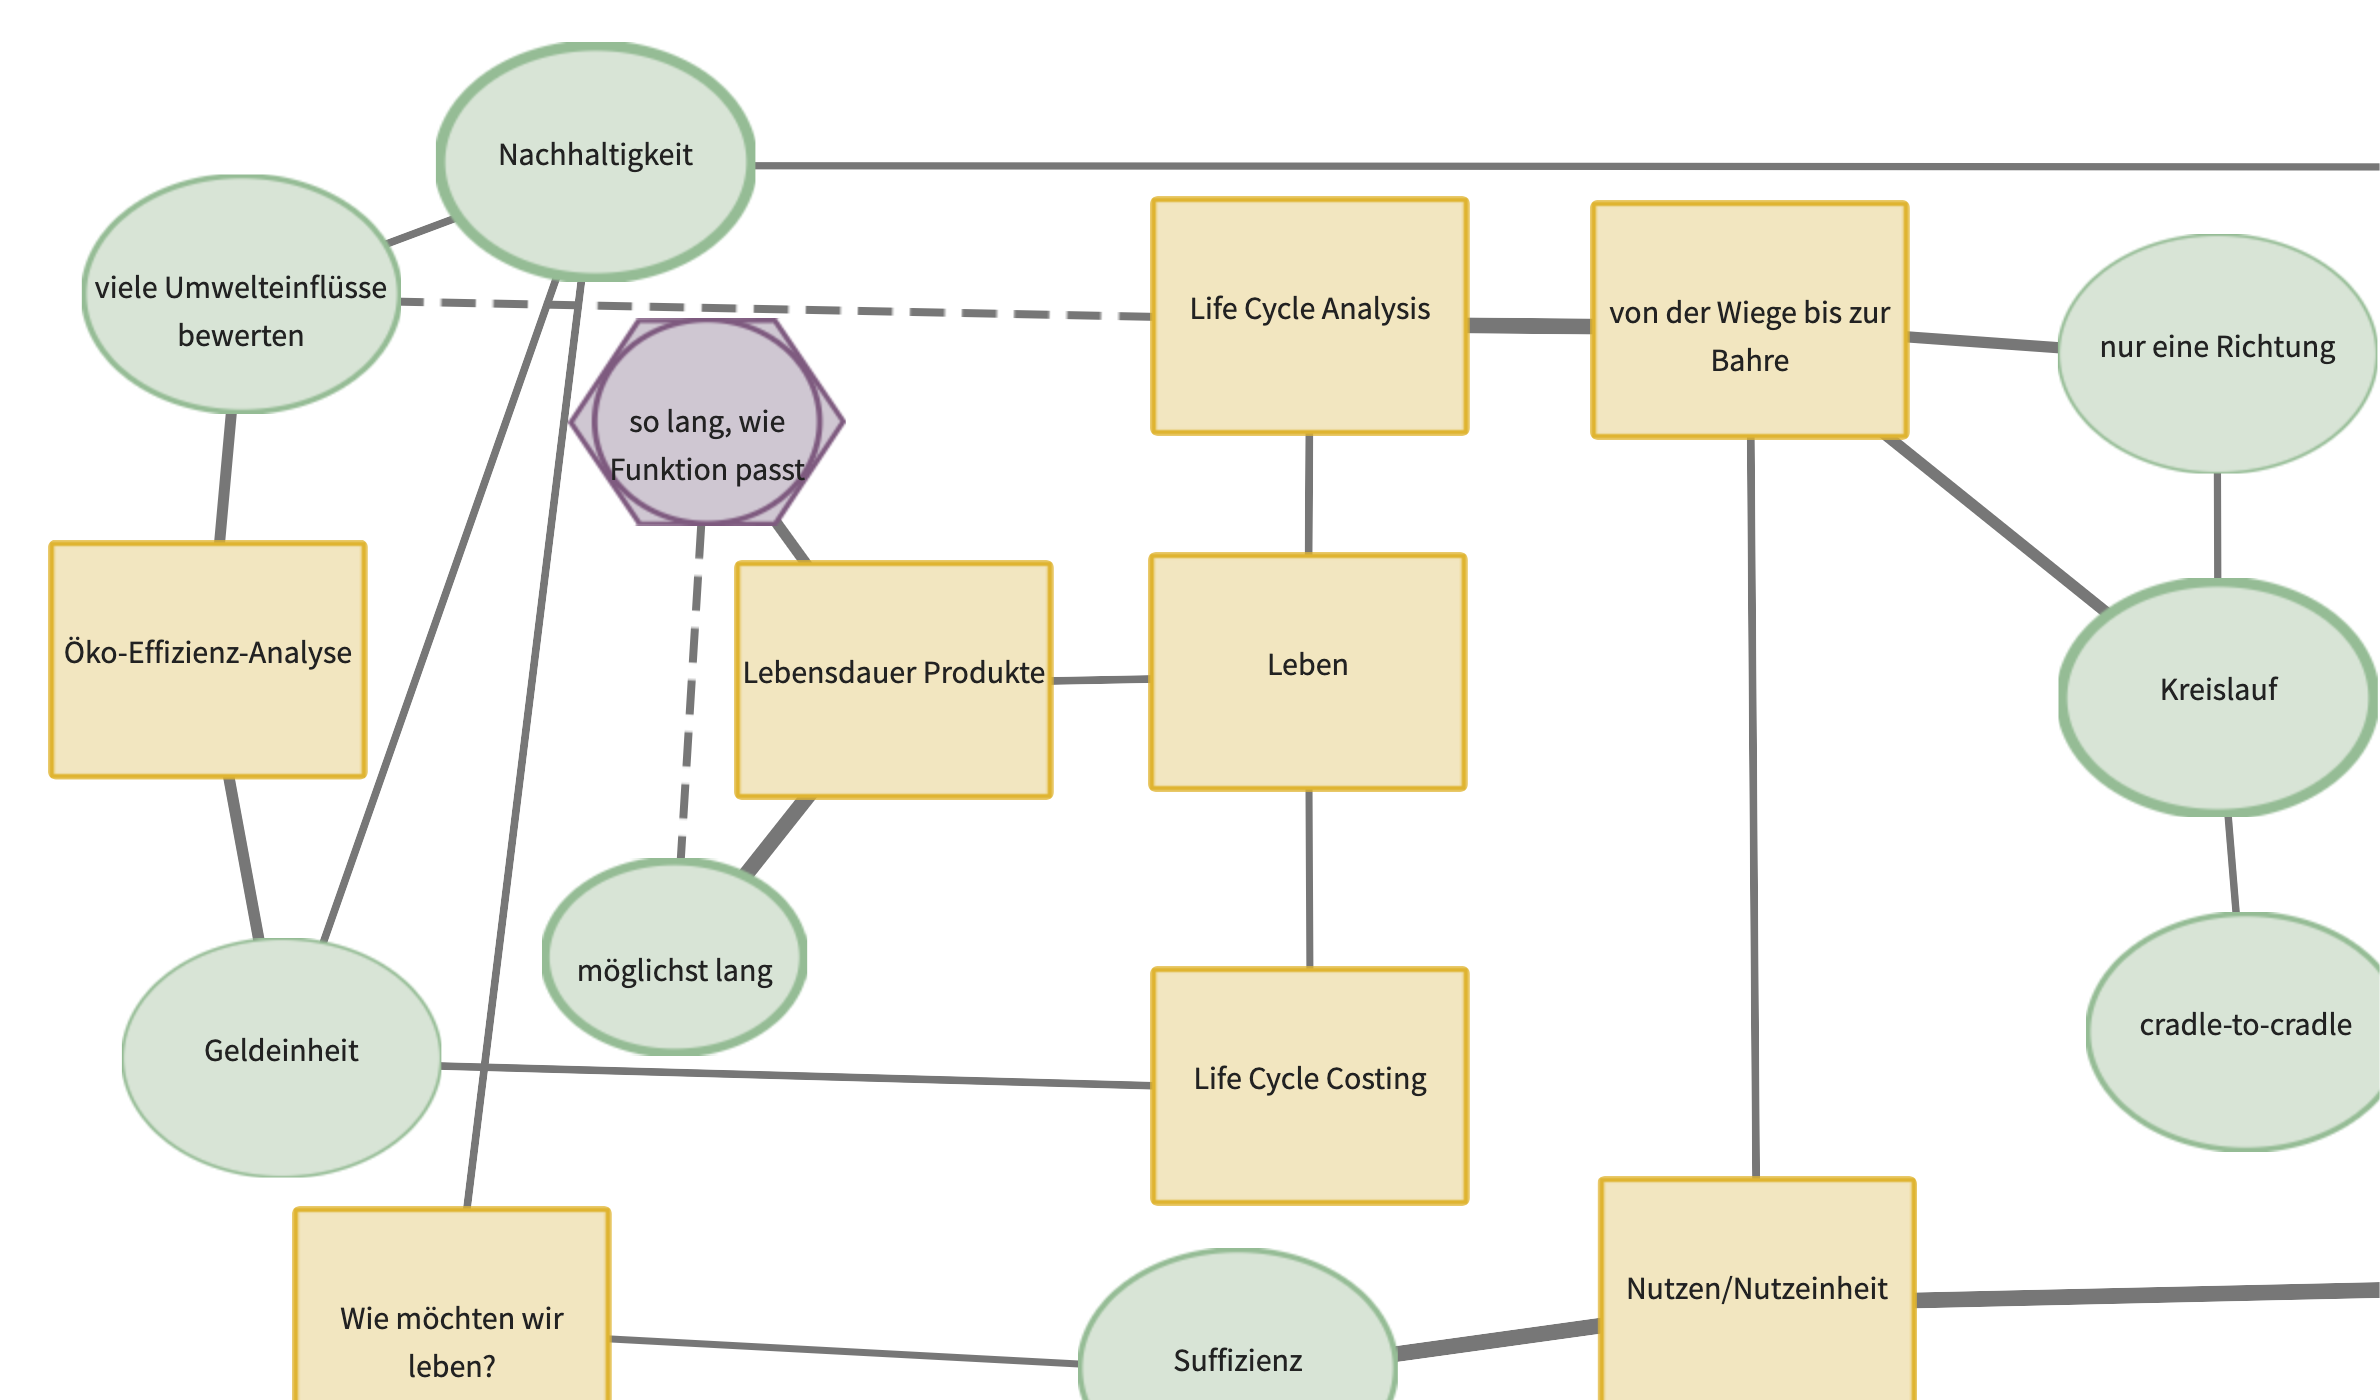 Nachhaltigkeit
viele Umwelteinflüsse
bewerten
Life Cycle Analysis
von der Wiege bis zur
Bahre
nur eine Richtung
so lang, wie
Funktion passt
Öko-Effizienz-Analyse
Lebensdauer Produkte
Leben
Kreislauf
möglichst lang
cradle-to-cradle
Geldeinheit
Life Cycle Costing
Nutzen/Nutzeinheit
Wie möchten wir
leben?
Suffizienz